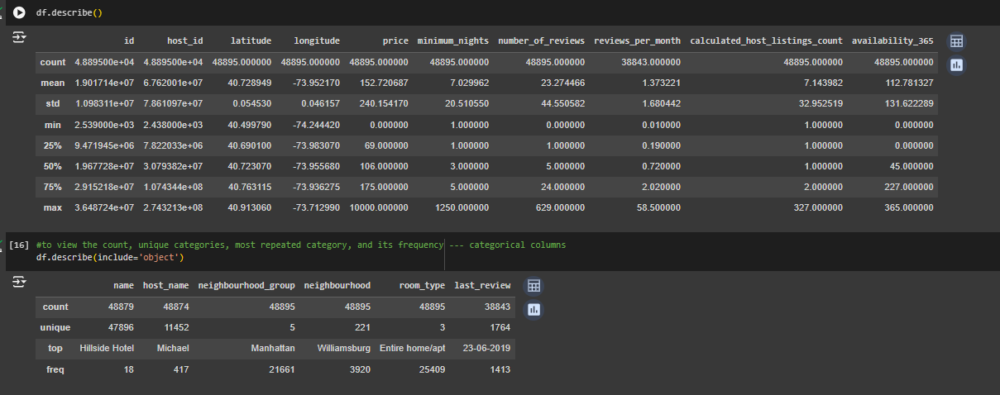 df.describe()
id host_id latitude longitude price minimum_nights number_of_reviews reviews_per_month calculated_host_listings_count availability_365
count 4.889500e+04 4.889500e+04 48895.000000 48895.000000 48895.000000 48895.000000 48895.000000 38843.000000 48895.000000 48895.000000
mean 1.901714e+07 6.762001e+07 40.728949 -73.952170 152.720687 7.029962 23.274466 1.373221 7.143982 112.781327
std 1.098311e+07 7.861097e+07 0.054530 0.046157 240.154170 20.510550 44.550582 1.680442 32.952519 131.622289
min 2.539000e+03 2.438000e+03 40.499790 -74.244420 0.000000 1.000000 0.000000 0.010000 1.000000 0.000000
25% 9.471945e+06 7.822033e+06 40.690100 -73.983070 69.000000 1.000000 1.000000 0.190000 1.000000 0.000000
50% 1.967728e+07 3.079382e+07 40.723070 -73.955680 106.000000 3.000000 5.000000 0.720000 1.000000 45.000000
75% 2.915218e+07 1.074344e+08 40.763115 -73.936275 175.000000 5.000000 24.000000 2.020000 2.000000 227.000000
max 3.648724e+07 2.743213e+08 40.913060 -73.712990 10000.000000 1250.000000 629.000000 58.500000 327.000000 365.000000
[16] #to view the count, unique categories, most repeated category, and its frequency --- categorical columns
df.describe(include='object')
name host_name neighbourhood_group neighbourhood room_type last_review
count 48879 48874 48895 48895 48895 38843
unique 47896 11452 5 221 3 1764
top Hillside Hotel Michael Manhattan Williamsburg Entire home/apt 23-06-2019
freq 18 417 21661 3920 25409 1413